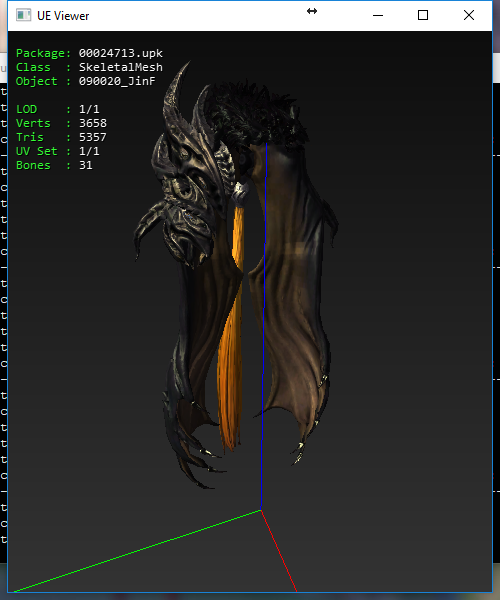 UE Viewer
Package: 00024713.upk
Class : SkeletalMesh
Object : 090020_JinF
LOD : 1/1
Verts : 3658
Tris : 5357
UV Set : 1/1
Bones : 31